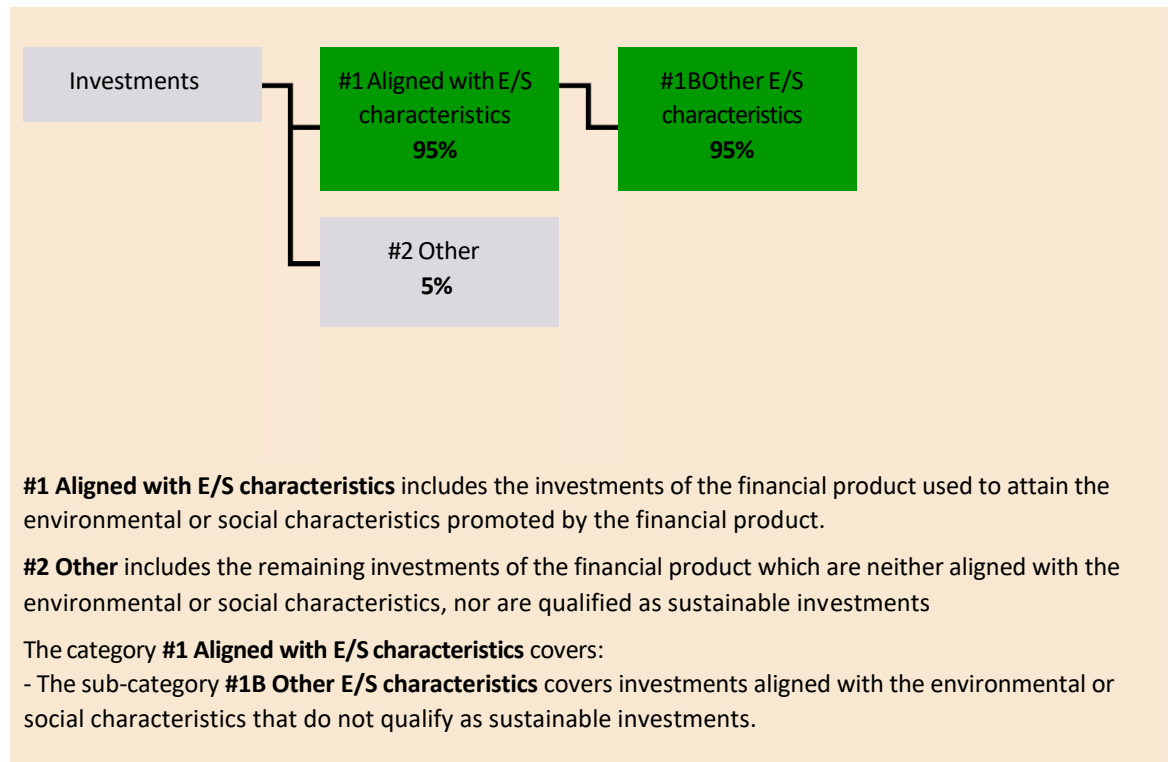 Investments
#1 Aligned with E/S
characteristics
95%
#1BOther E/S
characteristics
95%
#2 Other
5%
#1 Aligned with E/S characteristics includes the investments of the financial product used to attain the
environmental or social characteristics promoted by the financial product.
#2 Other includes the remaining investments of the financial product which are neither aligned with the
environmental or social characteristics, nor are qualified as sustainable investments
The category #1 Aligned with E/S characteristics covers:
- The sub-category #1B Other E/S characteristics covers investments aligned with the environmental or
social characteristics that do not qualify as sustainable investments.